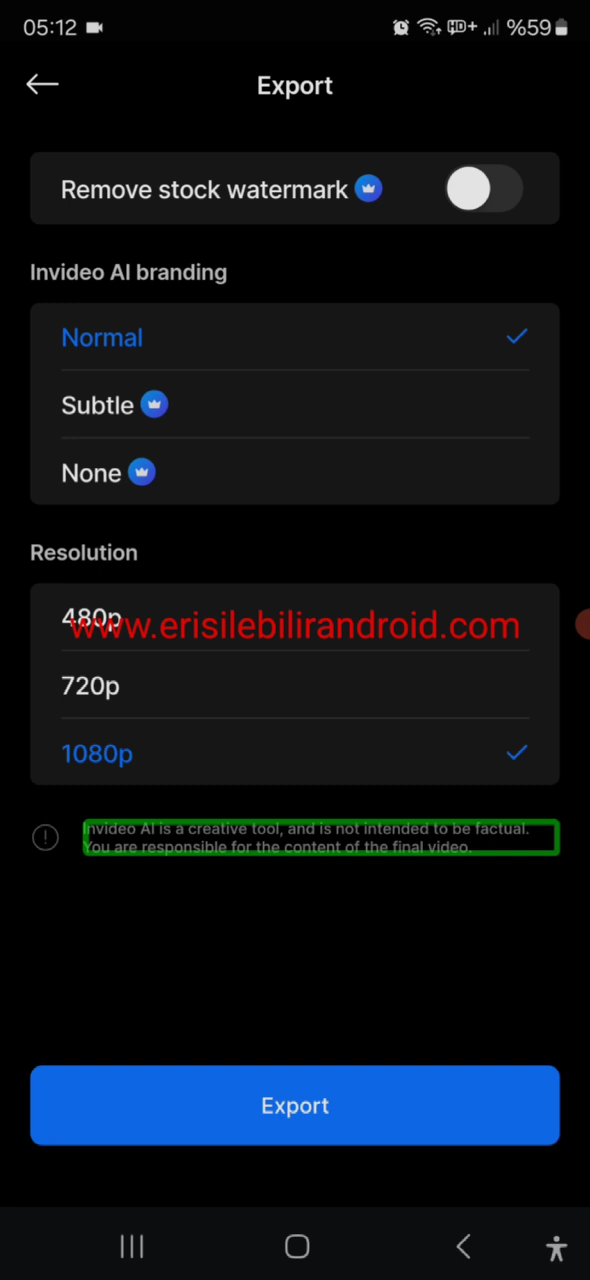 05:12
HD+ %59
Export
Remove stock watermark
Invideo AI branding
Normal
Subtle
None
Resolution
480p
www.erisilebilirandroid.com
720p
1080p
Invideo AI is a creative tool, and is not intended to be factual.
You are responsible for the content of the final video.
Export